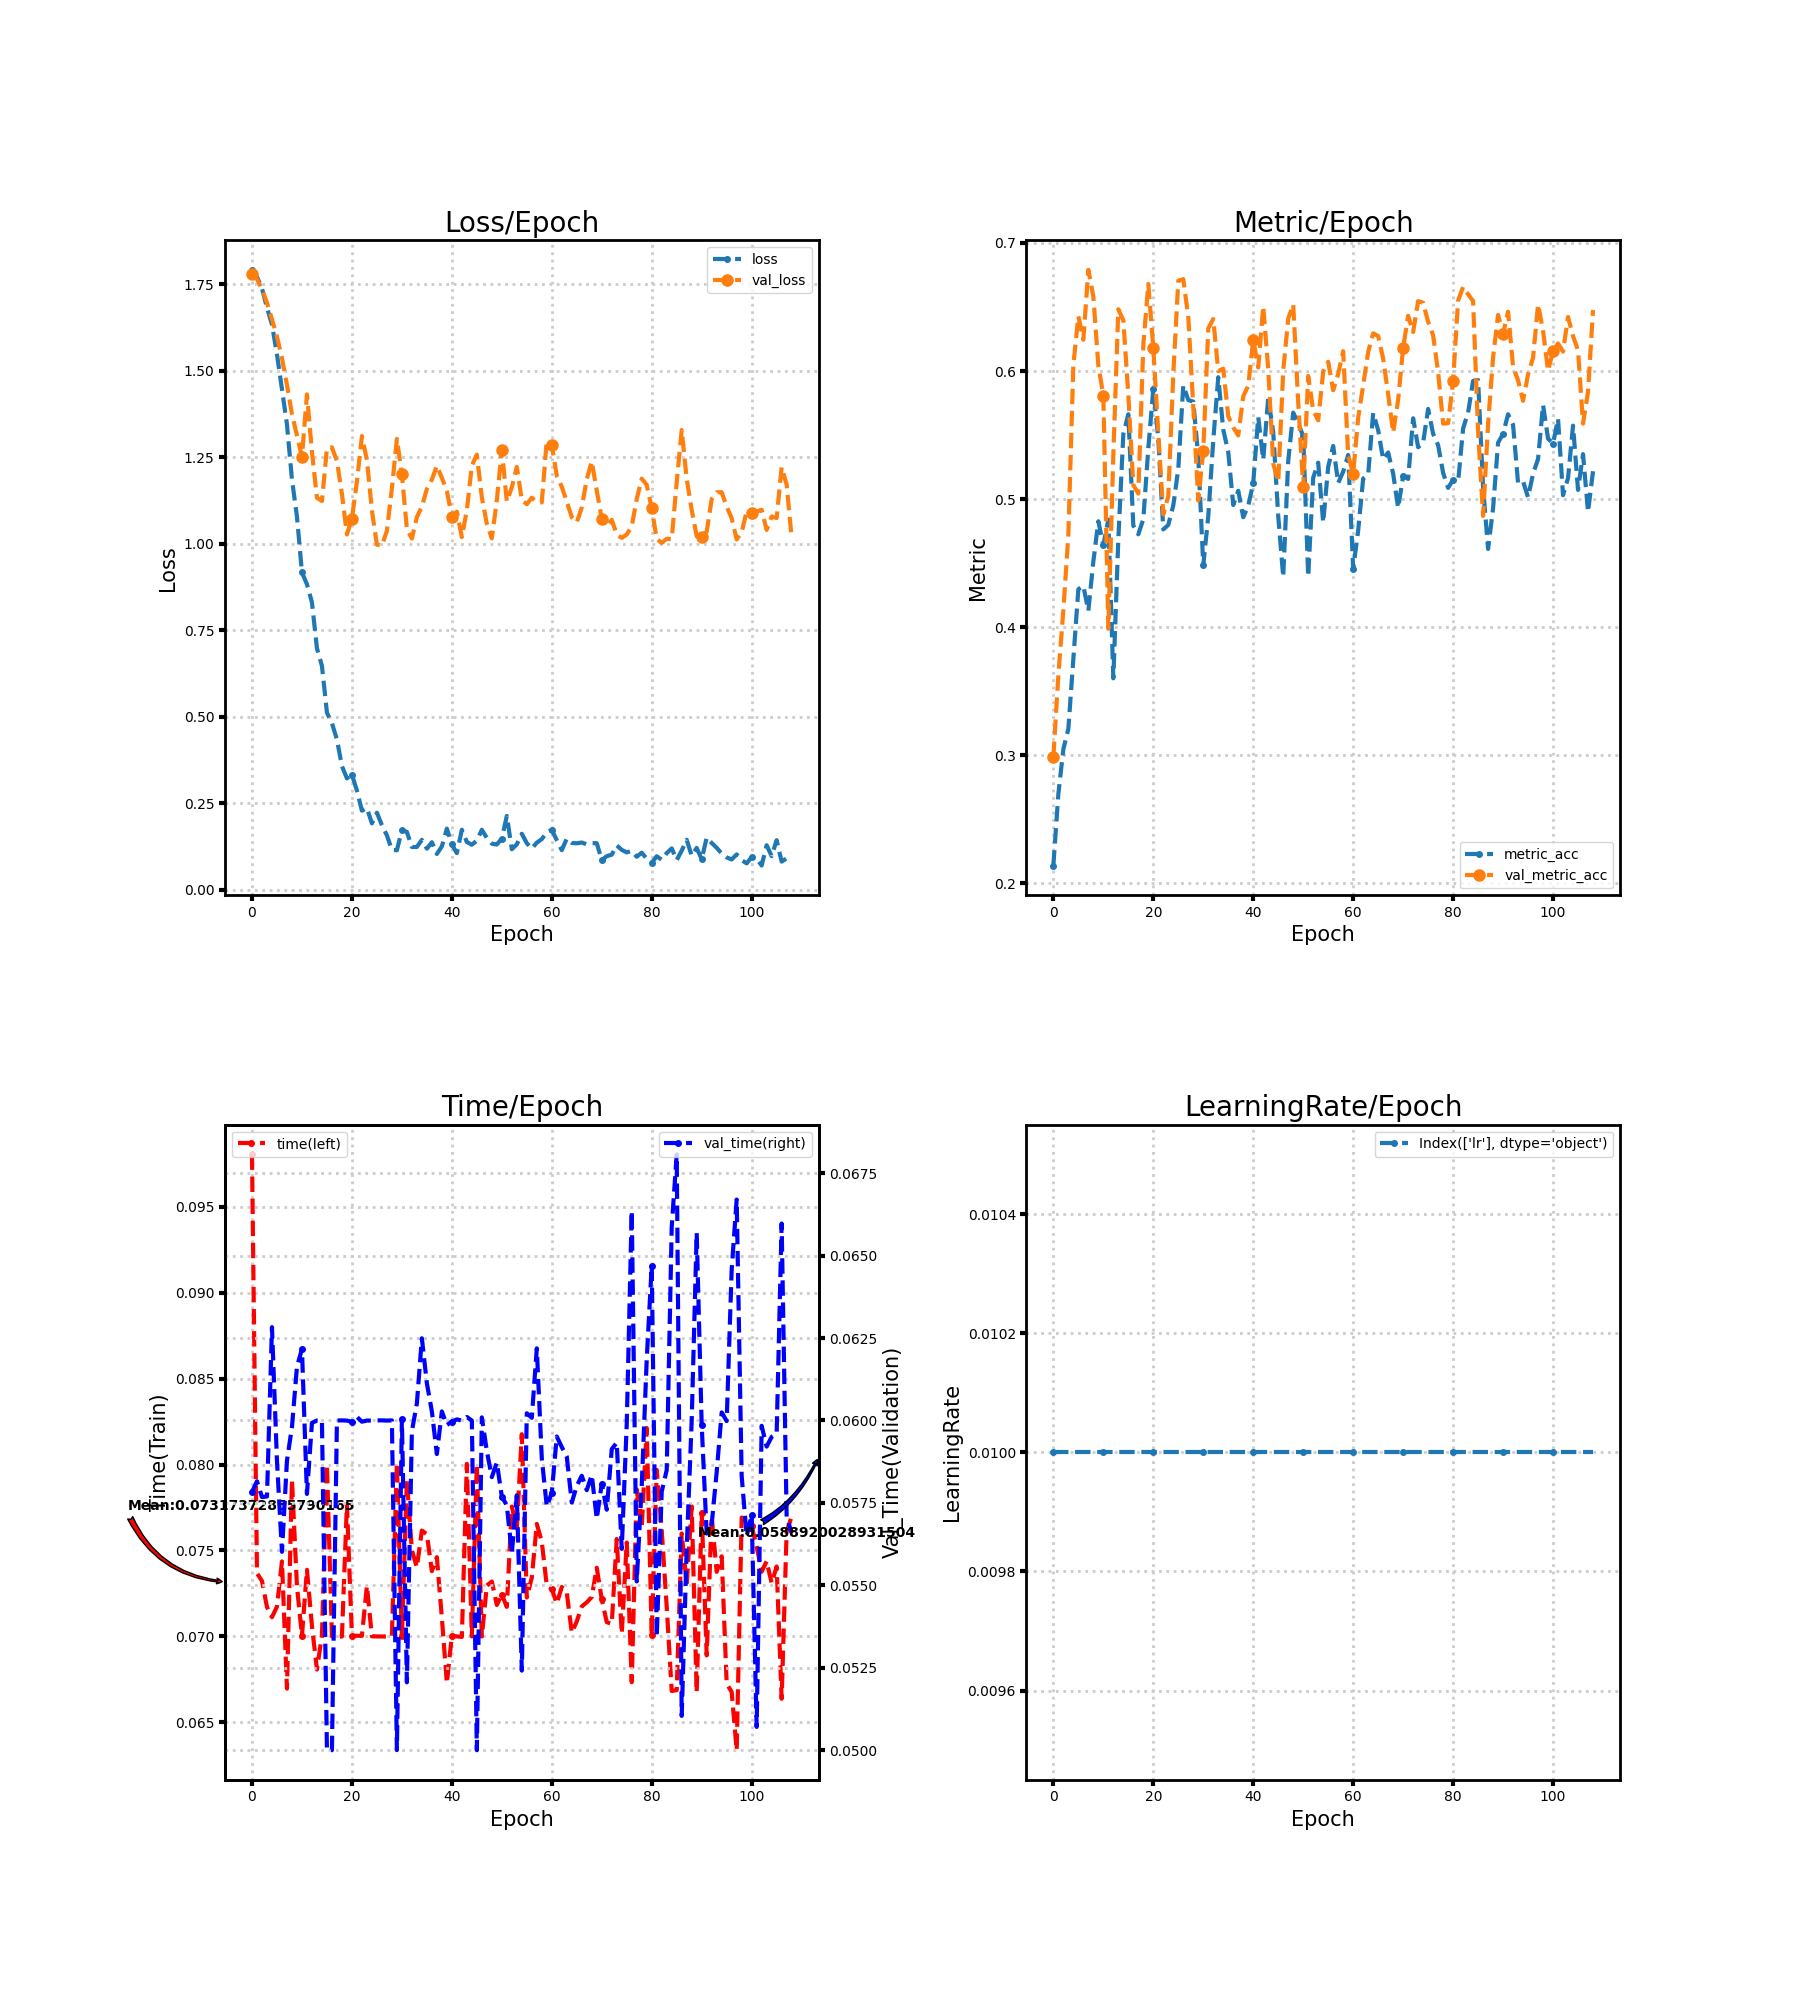 Loss/Epoch
loss
val_loss
1.75
1.50
1.25
1.00
0.75
0.50
0.25
0.00
Loss
0 20 40 60 80 100
Epoch
Metric/Epoch
0.7
0.6
0.5
0.4
0.3
0.2
Metric
metric_acc
val_metric_acc
0 20 40 60 80 100
Epoch
Time/Epoch
time(left)
val_time(right)
0.095
0.090
0.085
0.080
0.075
0.070
0.065
Time(Train)
0.0675
0.0650
0.0625
0.0600
0.0575
0.0550
0.0525
0.0500
Val_Time(Validation)
0 20 40 60 80 100
Epoch
LearningRate/Epoch
Index(['lr'], dtype='object')
0.0104
0.0102
0.0100
0.0098
0.0096
LearningRate
0 20 40 60 80 100
Epoch